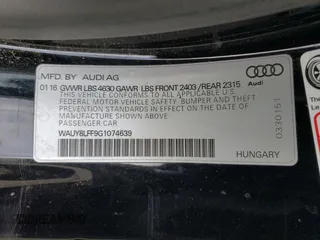 MFD. BY AUDI AG
01 16 GVWR LBS 4630 GAWR LBS FRONT 2403 /REAR 2315
THIS VEHICLE CONFORMS TO ALL APPLICABLE U.S.
FEDERAL MOTOR VEHICLE SAFETY, BUMPER AND THEFT
PREVENTION STANDARDS IN EFFECT ON THE DATE OF
MANUFACTURE SHOWN ABOVE.
PASSENGER CAR
WAUY8LFF9G1074639
HUNGARY
Audi
0330151